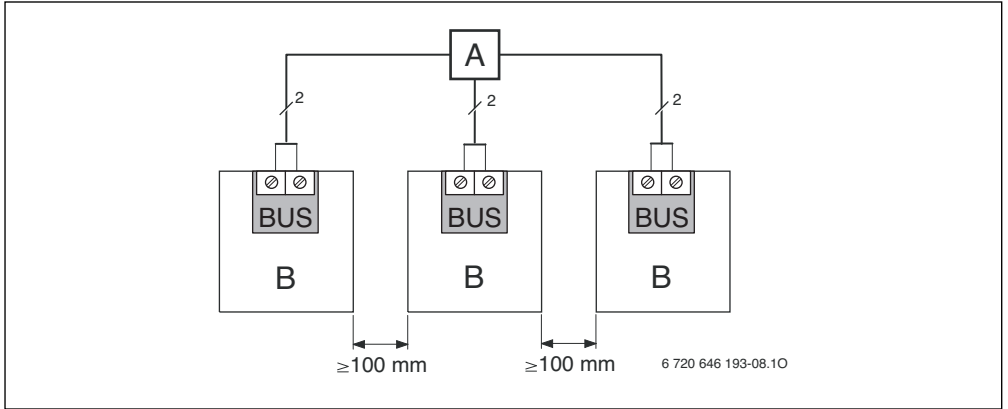 A
2 2 2
BUS BUS BUS
B B B
≥100 mm ≥100 mm
6 720 646 193-08.1O